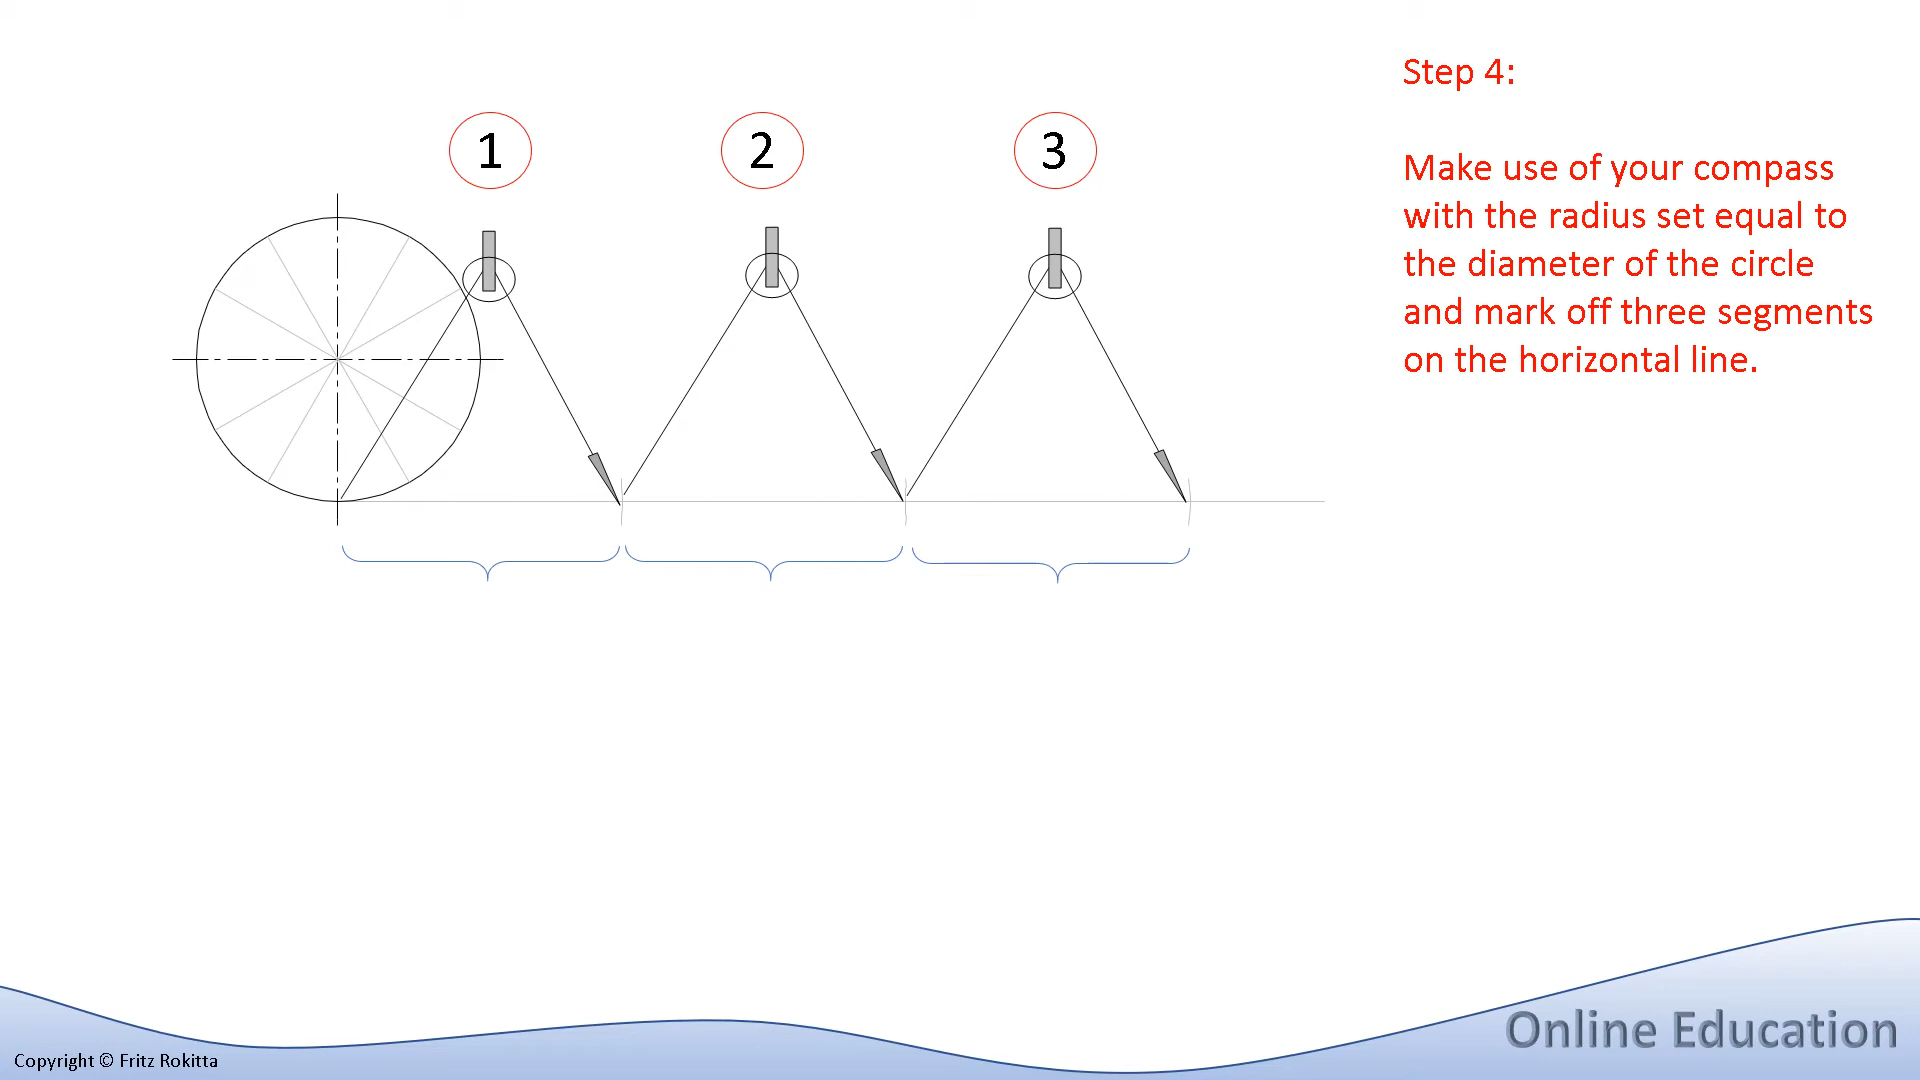 Step 4:
1
2
3
Make use of your compass
with the radius set equal to
the diameter of the circle
and mark off three segments
on the horizontal line.
Online Education
Copyright © Fritz Rokitta